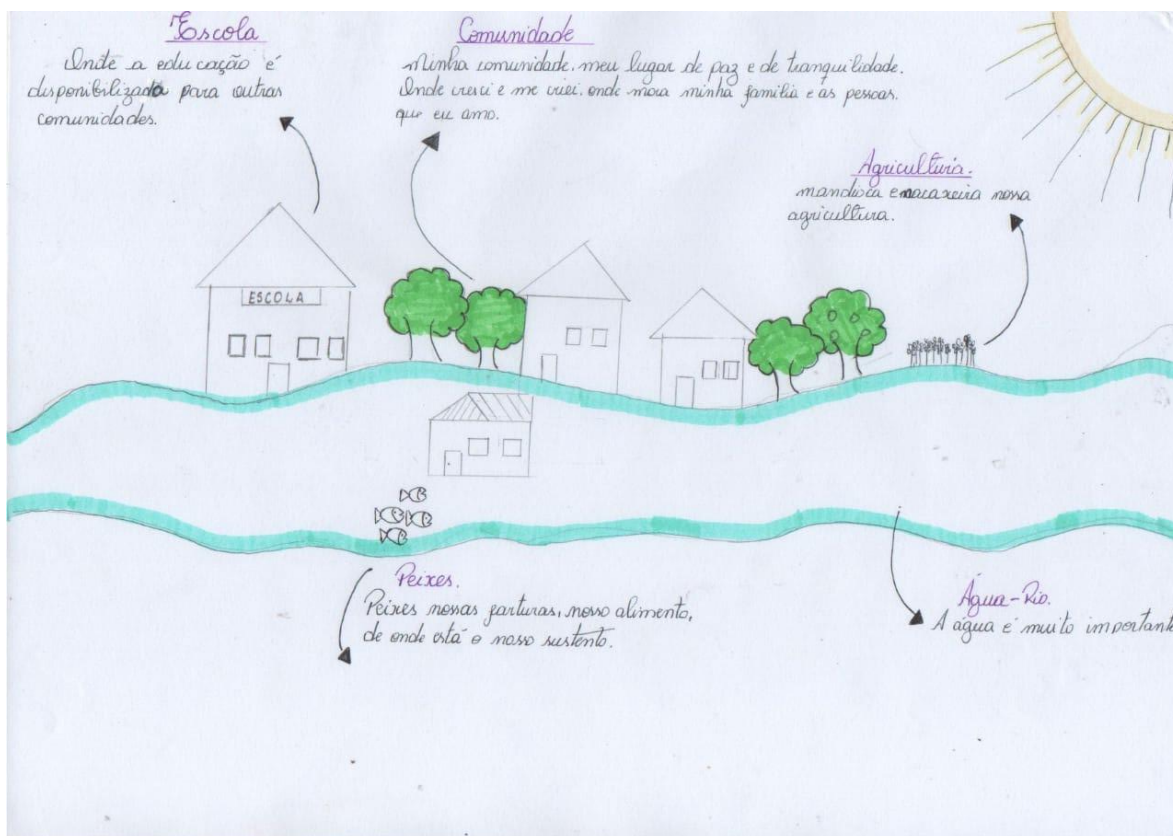 Escola
Onde a educação é
disponibilizada para outras
comunidades.
Comunidade
Minha comunidade. meu lugar de paz e de tranquilidade.
Onde cresci e me criei. onde mora minha família e as pessoas.
que eu amo.
Agricultura.
mandioca e macaxeira nossa
agricultura.
ESCOLA
Peixes.
Peixes nossas farturas, nosso alimento,
de onde está o nosso sustento.
Água-Rio.
A água é muito importante